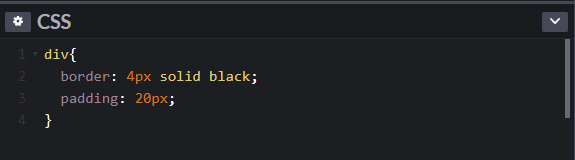 CSS
1 div{
2 border: 4px solid black;
3 padding: 20px;
4 }